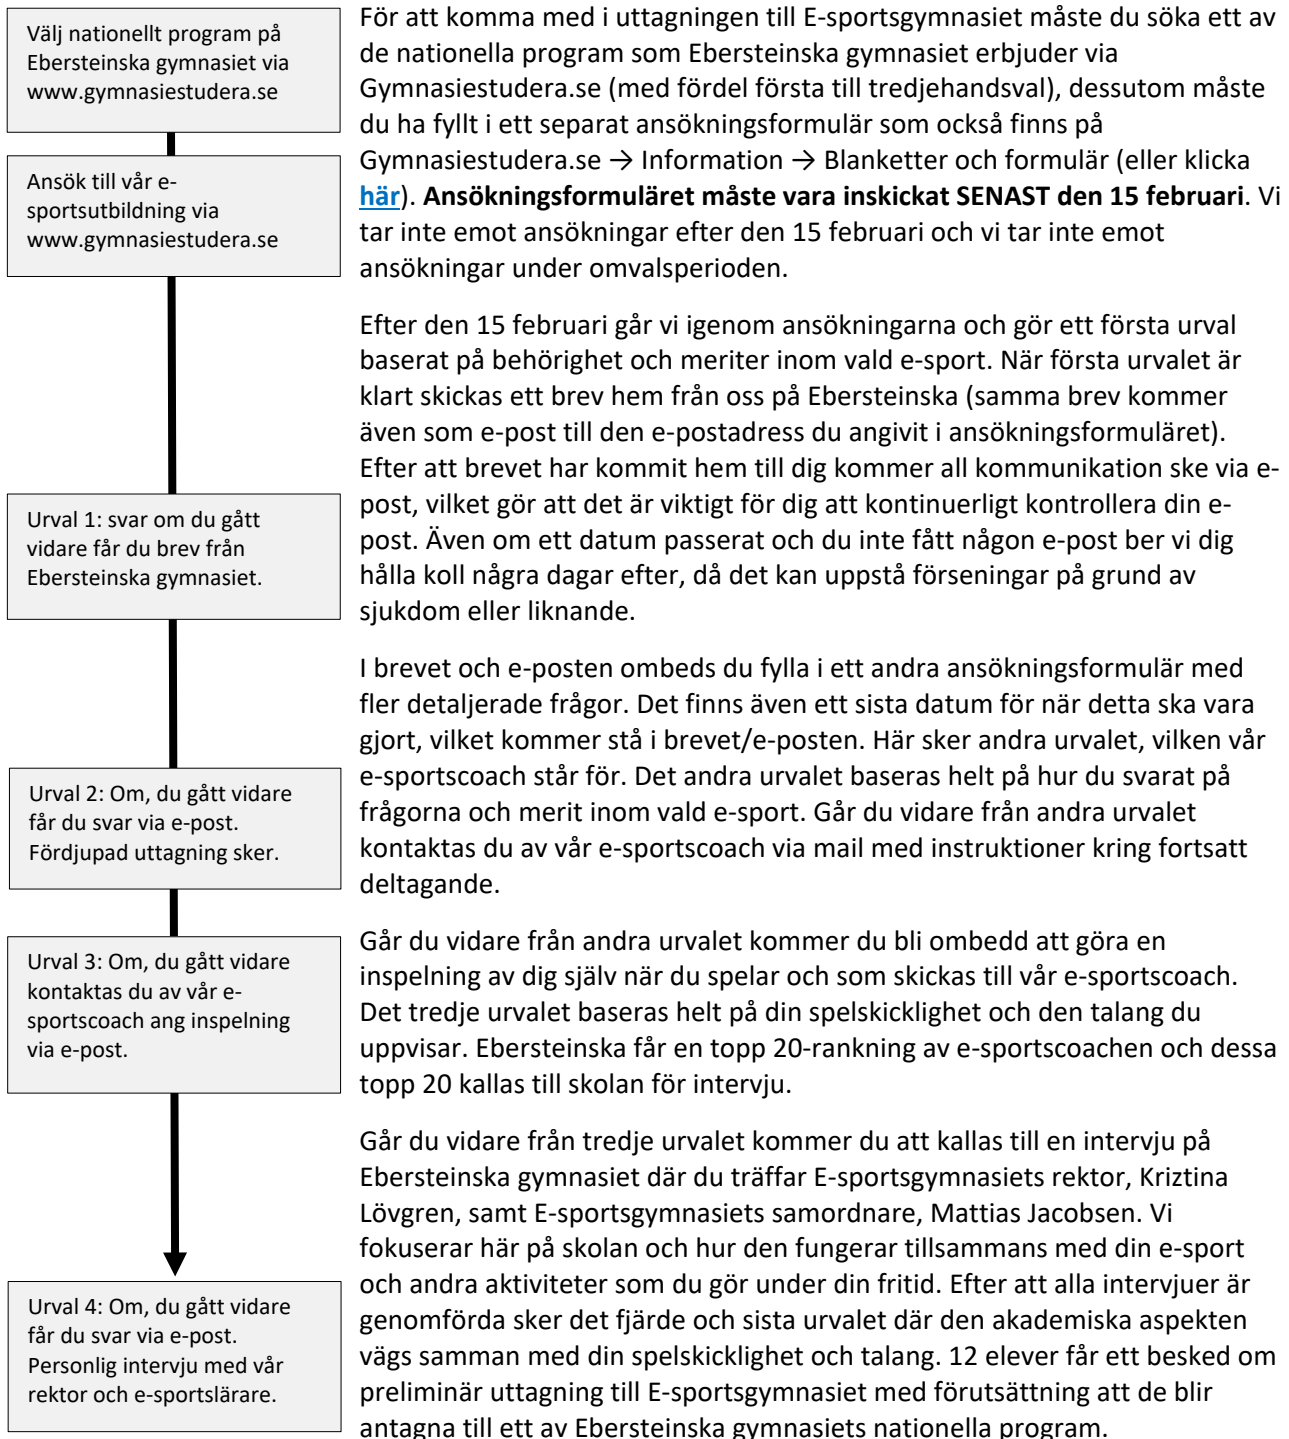 Välj nationellt program på
Ebersteinska gymnasiet via
www.gymnasiestudera.se
Ansök till vår e-
sportsutbildning via
www.gymnasiestudera.se
Urval 1: svar om du gått
vidare får du brev från
Ebersteinska gymnasiet.
Urval 2: Om, du gått vidare
får du svar via e-post.
Fördjupad uttagning sker.
Urval 3: Om, du gått vidare
kontaktas du av vår e-
sportscoach ang inspelning
via e-post.
Urval 4: Om, du gått vidare
får du svar via e-post.
Personlig intervju med vår
rektor och e-sportslärare.
För att komma med i uttagningen till E-sportsgymnasiet måste du söka ett av
de nationella program som Ebersteinska gymnasiet erbjuder via
Gymnasiestudera.se (med fördel första till tredjehandsval), dessutom måste
du ha fyllt i ett separat ansökningsformulär som också finns på
Gymnasiestudera.se → Information → Blanketter och formulär (eller klicka
här). Ansökningsformuläret måste vara inskickat SENAST den 15 februari. Vi
tar inte emot ansökningar efter den 15 februari och vi tar inte emot
ansökningar under omvalsperioden.
Efter den 15 februari går vi igenom ansökningarna och gör ett första urval
baserat på behörighet och meriter inom vald e-sport. När första urvalet är
klart skickas ett brev hem från oss på Ebersteinska (samma brev kommer
även som e-post till den e-postadress du angivit i ansökningsformuläret).
Efter att brevet har kommit hem till dig kommer all kommunikation ske via e-
post, vilket gör att det är viktigt för dig att kontinuerligt kontrollera din e-
post. Även om ett datum passerat och du inte fått någon e-post ber vi dig
hålla koll några dagar efter, då det kan uppstå förseningar på grund av
sjukdom eller liknande.
I brevet och e-posten ombeds du fylla i ett andra ansökningsformulär med
fler detaljerade frågor. Det finns även ett sista datum för när detta ska vara
gjort, vilket kommer stå i brevet/e-posten. Här sker andra urvalet, vilken vår
e-sportscoach står för. Det andra urvalet baseras helt på hur du svarat på
frågorna och merit inom vald e-sport. Går du vidare från andra urvalet
kontaktas du av vår e-sportscoach via mail med instruktioner kring fortsatt
deltagande.
Går du vidare från andra urvalet kommer du bli ombedd att göra en
inspelning av dig själv när du spelar och som skickas till vår e-sportscoach.
Det tredje urvalet baseras helt på din spelskicklighet och den talang du
uppvisar. Ebersteinska får en topp 20-rankning av e-sportscoachen och dessa
topp 20 kallas till skolan för intervju.
Går du vidare från tredje urvalet kommer du att kallas till en intervju på
Ebersteinska gymnasiet där du träffar E-sportsgymnasiets rektor, Kriztina
Lövgren, samt E-sportsgymnasiets samordnare, Mattias Jacobsen. Vi
fokuserar här på skolan och hur den fungerar tillsammans med din e-sport
och andra aktiviteter som du gör under din fritid. Efter att alla intervjuer är
genomförda sker det fjärde och sista urvalet där den akademiska aspekten
vägs samman med din spelskicklighet och talang. 12 elever får ett besked om
preliminär uttagning till E-sportsgymnasiet med förutsättning att de blir
antagna till ett av Ebersteinska gymnasiets nationella program.